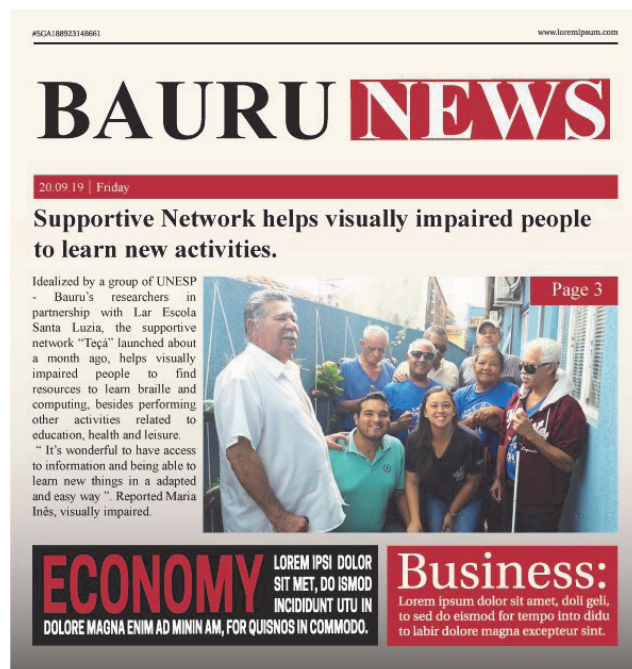 #SGA188923148661
www.loremipsum.com
BAURU NEWS
20.09.19 | Friday
Supportive Network helps visually impaired people
to learn new activities.
Idealized by a group of UNESP
- Bauru's researchers in
partnership with Lar Escola
Santa Luzia, the supportive
network “Teçá” launched about
a month ago, helps visually
impaired people to find
resources to learn braille and
computing, besides performing
other activities related to
education, health and leisure.
“ It's wonderful to have access
to information and being able to
learn new things in a adapted
and easy way ”. Reported Maria
Inês, visually impaired.
Page 3
ECONOMY
LOREM IPSI DOLOR
SIT MET, DO ISMOD
INCIDIDUNT UTU IN
DOLORE MAGNA ENIM AD MININ AM, FOR QUISNOS IN COMMODO.
Business:
Lorem ipsum dolor sit amet, doli geli,
to sed do eismod for tempo into didu
to labir dolore magna excepteur sint.